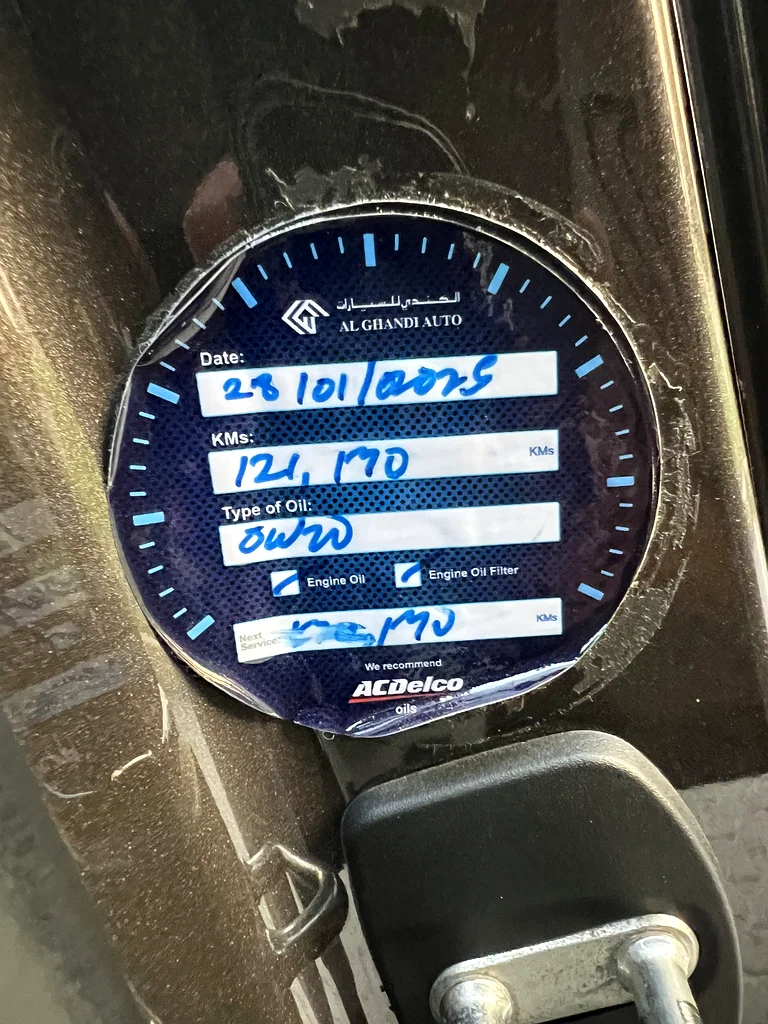 الغندي للسيارات
AL GHANDI AUTO
Date:
28/01/2025
KMs:
121,170 KMs
Type of Oil:
0W20
Engine Oil Engine Oil Filter
Next Service: ,170 KMs
We recommend
ACDelco
oils